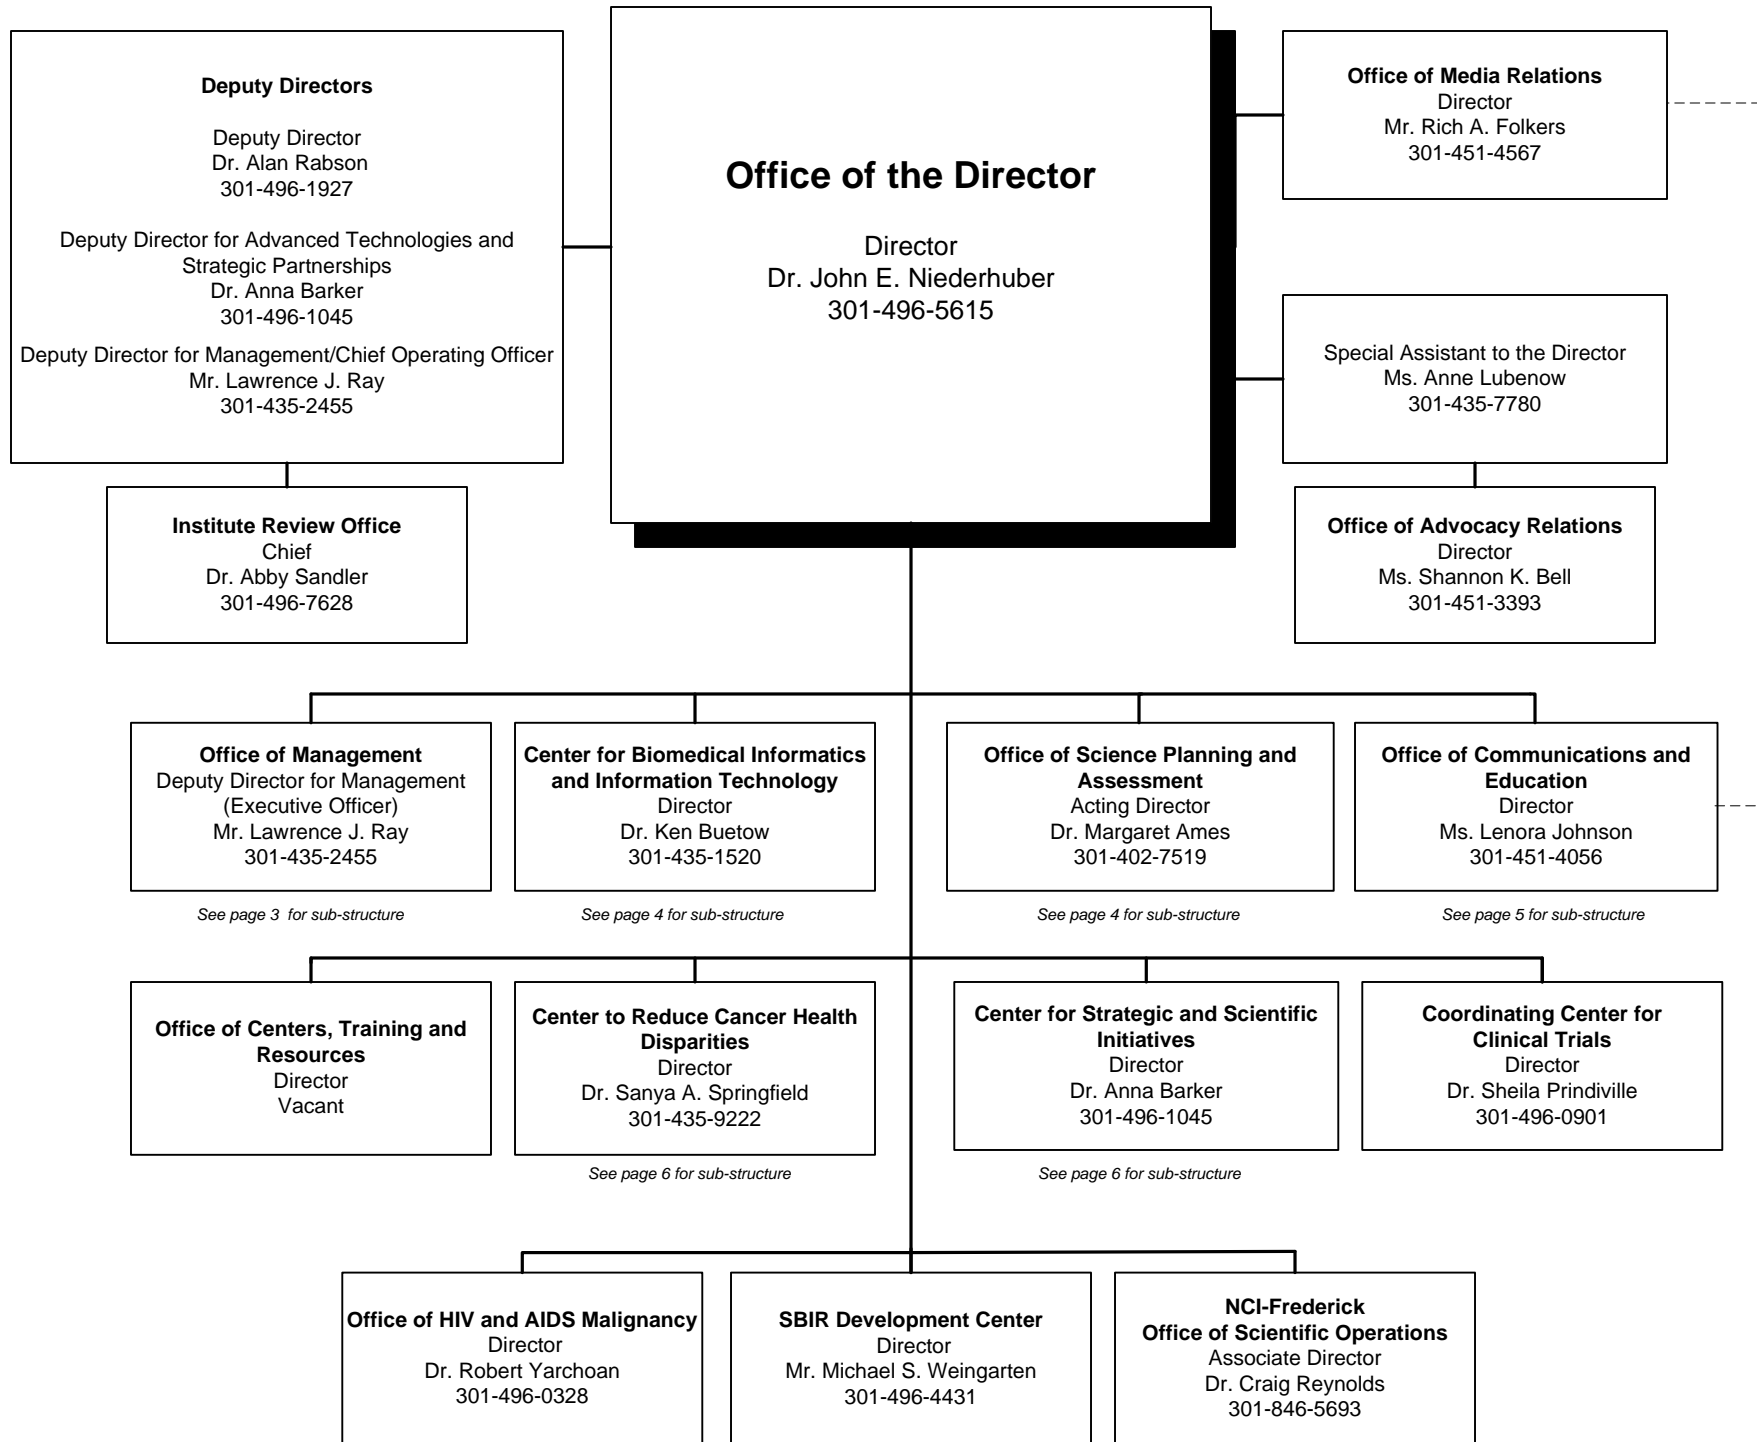 Deputy Directors
Deputy Director
Dr. Alan Rabson
301-496-1927
Deputy Director for Advanced Technologies and
Strategic Partnerships
Dr. Anna Barker
301-496-1045
Deputy Director for Management/Chief Operating Officer
Mr. Lawrence J. Ray
301-435-2455
Office of the Director
Director
Dr. John E. Niederhuber
301-496-5615
Office of Media Relations
Director
Mr. Rich A. Folkers
301-451-4567
Special Assistant to the Director
Ms. Anne Lubenow
301-435-7780
Institute Review Office
Chief
Dr. Abby Sandler
301-496-7628
Office of Advocacy Relations
Director
Ms. Shannon K. Bell
301-451-3393
Office of Management
Deputy Director for Management
(Executive Officer)
Mr. Lawrence J. Ray
301-435-2455
See page 3 for sub-structure
Center for Biomedical Informatics
and Information Technology
Director
Dr. Ken Buetow
301-435-1520
See page 4 for sub-structure
Office of Science Planning and
Assessment
Acting Director
Dr. Margaret Ames
301-402-7519
See page 4 for sub-structure
Office of Communications and
Education
Director
Ms. Lenora Johnson
301-451-4056
See page 5 for sub-structure
Office of Centers, Training and
Resources
Director
Vacant
Center to Reduce Cancer Health
Disparities
Director
Dr. Sanya A. Springfield
301-435-9222
See page 6 for sub-structure
Center for Strategic and Scientific
Initiatives
Director
Dr. Anna Barker
301-496-1045
See page 6 for sub-structure
Coordinating Center for
Clinical Trials
Director
Dr. Sheila Prindiville
301-496-0901
Office of HIV and AIDS Malignancy
Director
Dr. Robert Yarchoan
301-496-0328
SBIR Development Center
Director
Mr. Michael S. Weingarten
301-496-4431
NCI-Frederick
Office of Scientific Operations
Associate Director
Dr. Craig Reynolds
301-846-5693